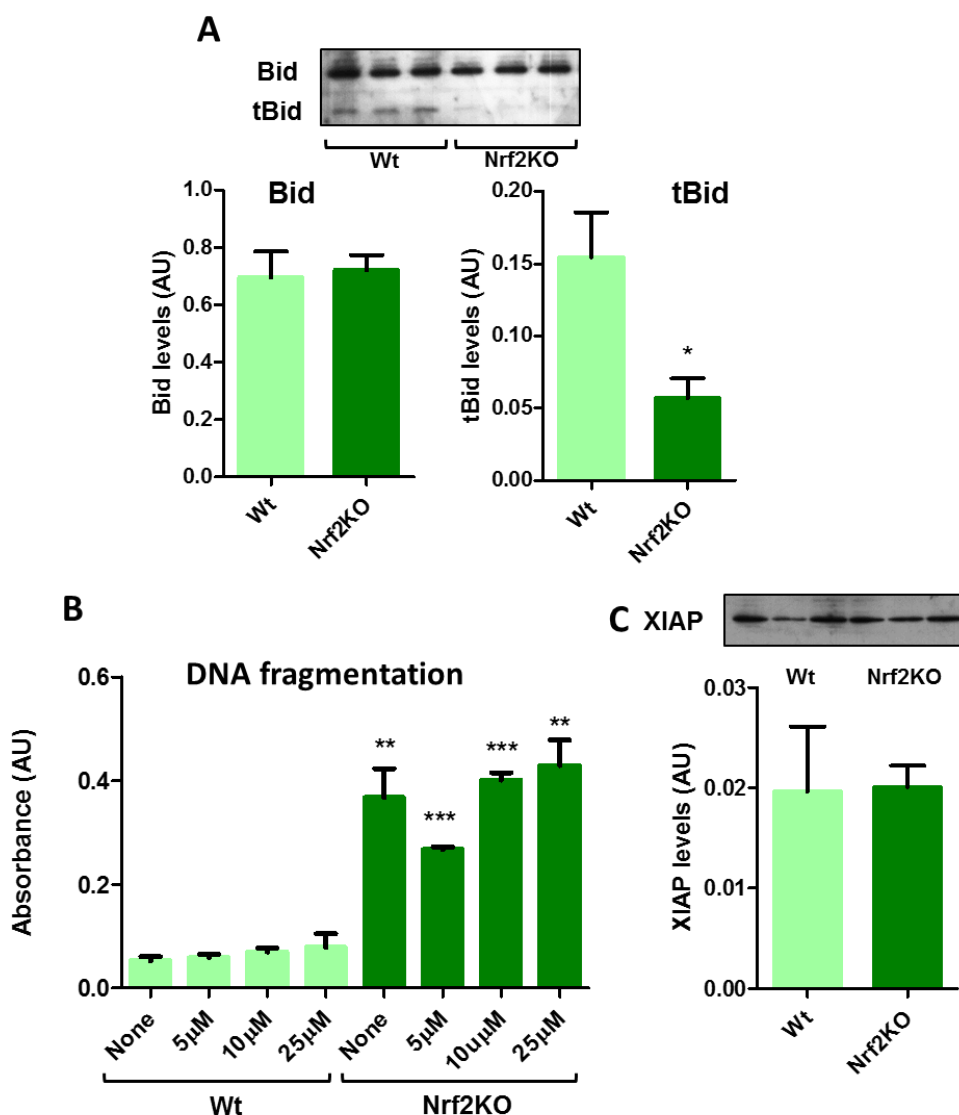 A
Bid
tBid
Wt
Nrf2KO
Bid
Bid levels (AU)
1.0
0.8
0.6
0.4
0.2
0.0
Wt
Nrf2KO
tBid
tBid levels (AU)
0.20
0.15
0.10
0.05
0.00
*
Wt
Nrf2KO
B
DNA fragmentation
Absorbance (AU)
0.6
0.4
0.2
0.0
**
***
***
**
None
5µM
10µM
25µM
None
5µM
10uµM
25µM
Wt
Nrf2KO
C XIAP
Wt Nrf2KO
XIAP levels (AU)
0.03
0.02
0.01
0.00
Wt
Nrf2KO